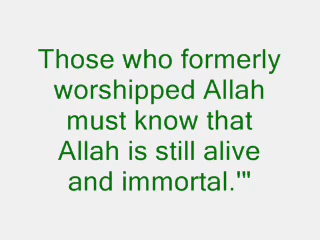 Those who formerly
worshipped Allah
must know that
Allah is still alive
and immortal.'"